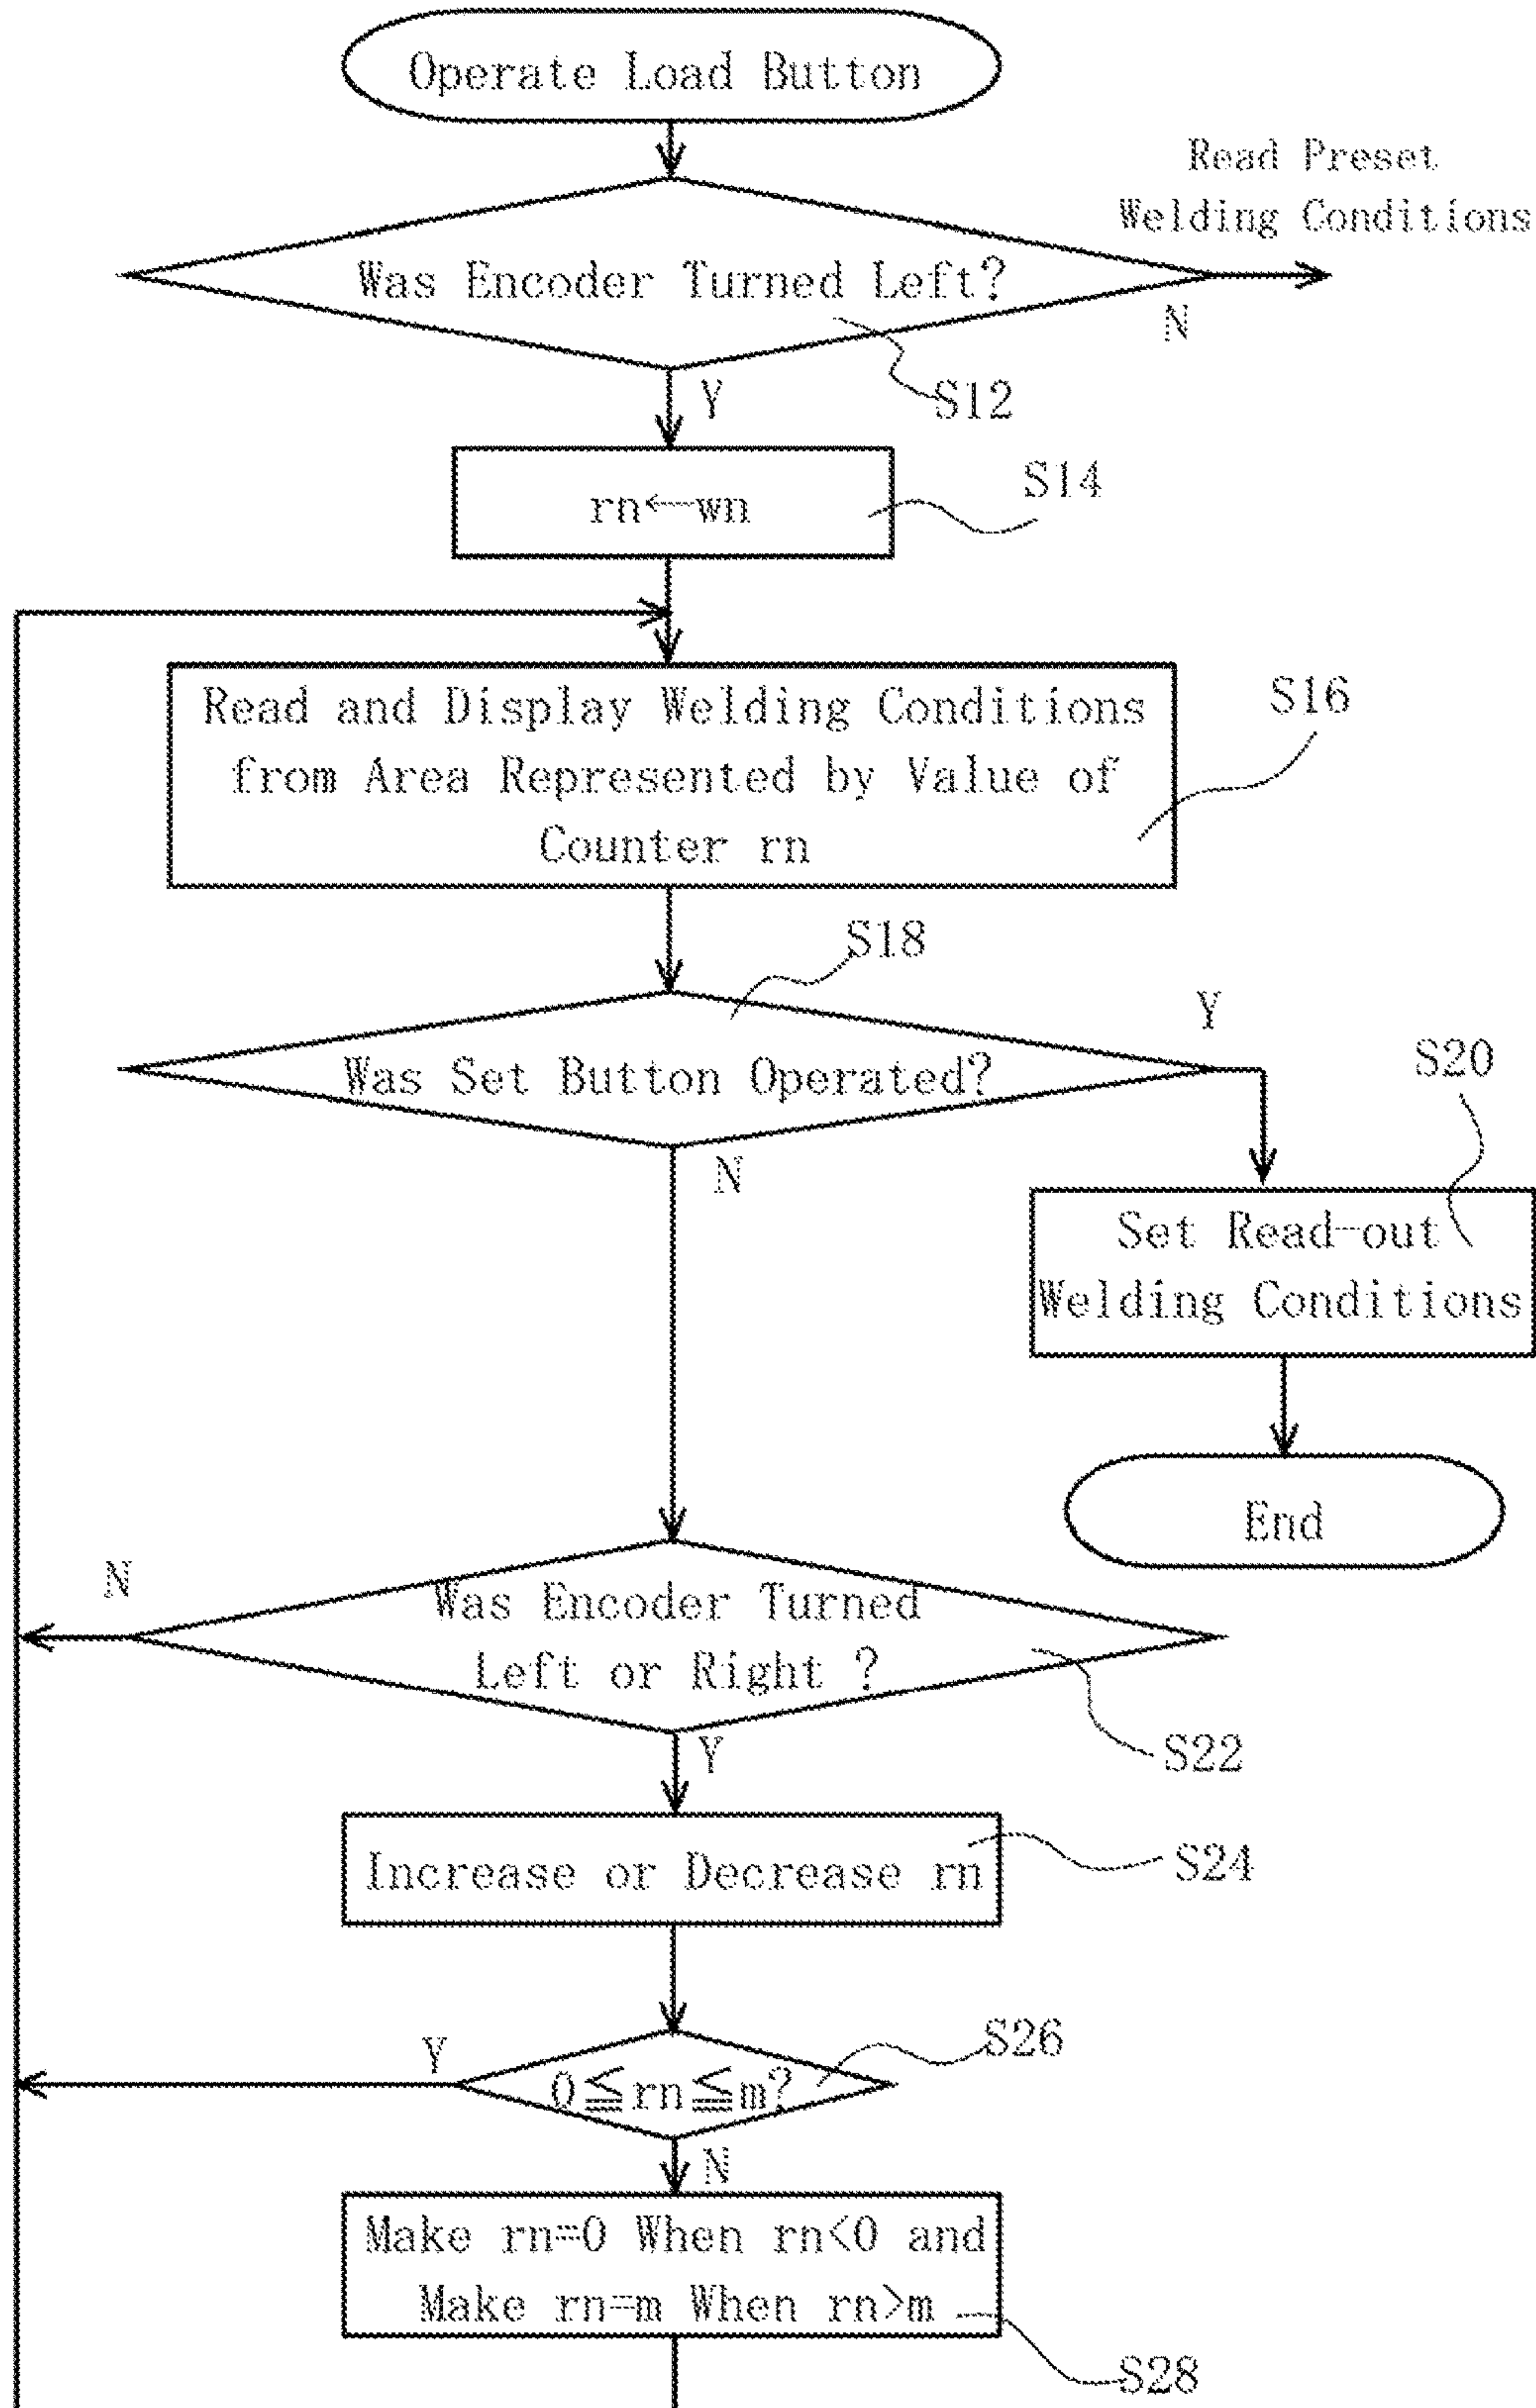 Operate Load Button
Read Preset
Welding Conditions
Was Encoder Turned Left?
N
Y
S12
S14
rn←wn
Read and Display Welding Conditions
from Area Represented by Value of
Counter rn
S16
S18
Y
Was Set Button Operated?
S20
N
Set Read-out
Welding Conditions
End
N
Was Encoder Turned
Left or Right ?
Y
S22
Increase or Decrease rn
S24
S26
Y
0≦rn≦m?
N
Make rn=0 When rn<0 and
Make rn=m When rn>m
S28